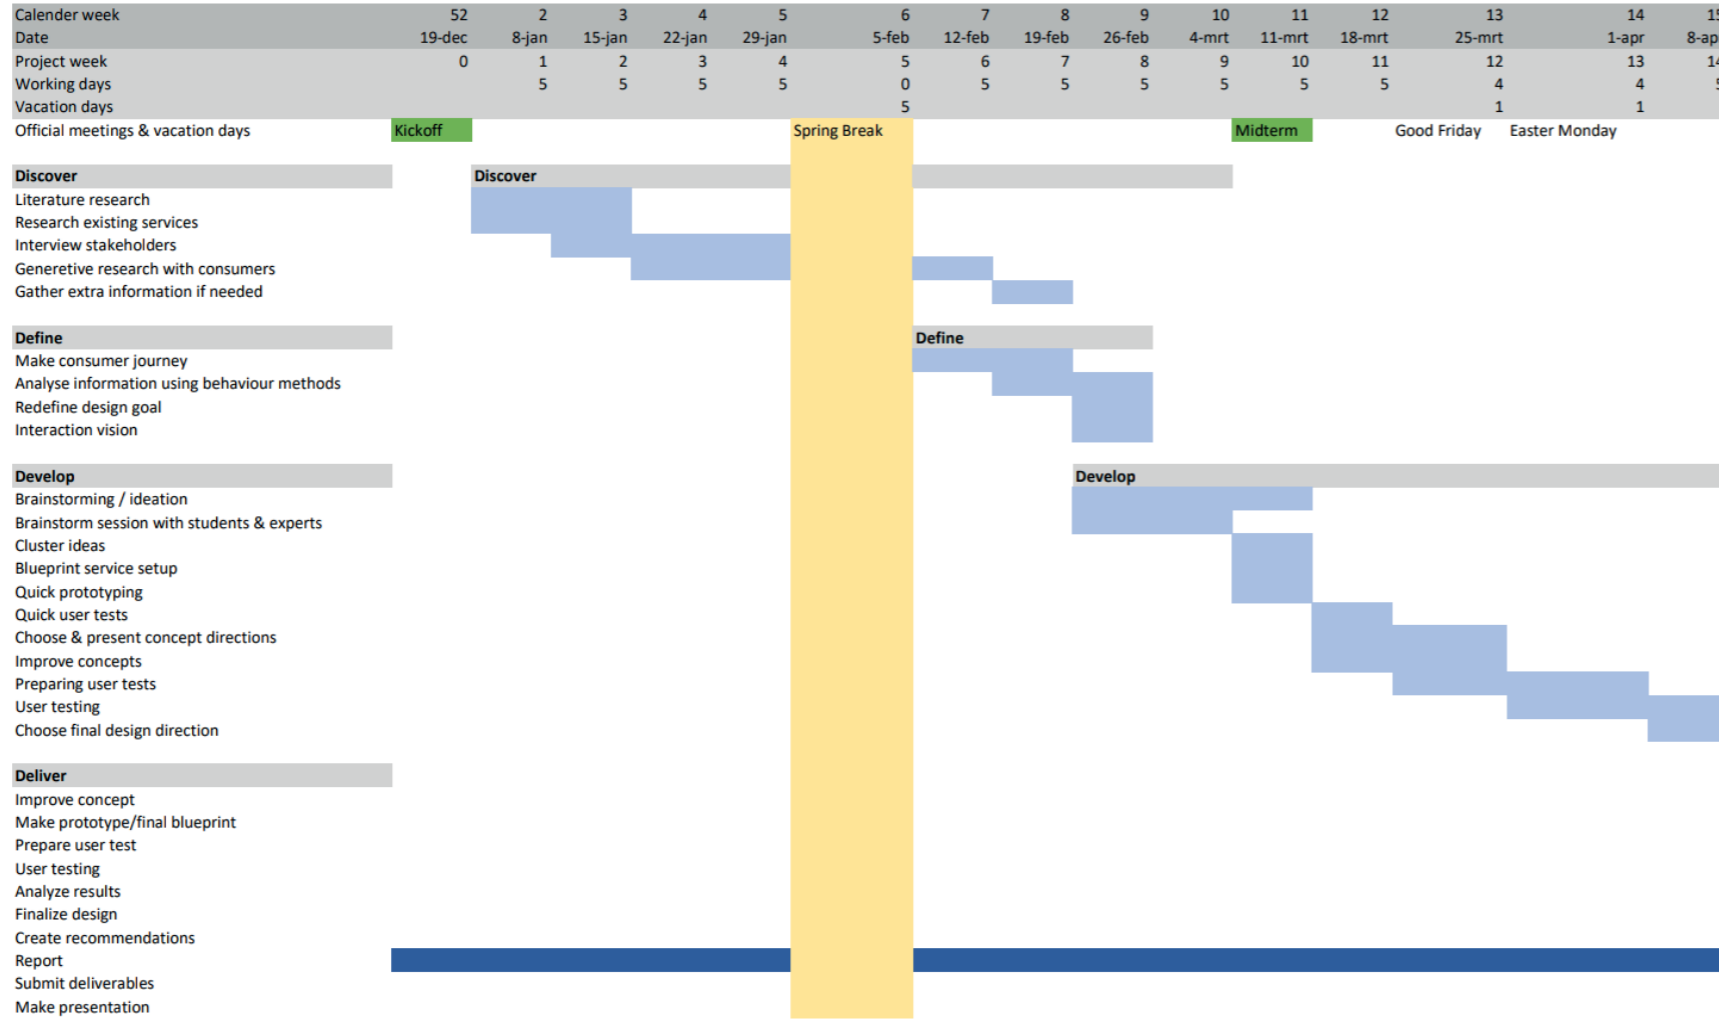 Calender week 52 2 3 4 5 6 7 8 9 10 11 12 13 14 15
Date 19-dec 8-jan 15-jan 22-jan 29-jan 5-feb 12-feb 19-feb 26-feb 4-mrt 11-mrt 18-mrt 25-mrt 1-apr 8-ap
Project week 0 1 2 3 4 5 6 7 8 9 10 11 12 13 14
Working days 5 5 5 5 0 5 5 5 5 5 5 4 4 5
Vacation days 5 1 1
Official meetings & vacation days Kickoff Spring Break Midterm Good Friday Easter Monday
Discover Discover
Literature research
Research existing services
Interview stakeholders
Generetive research with consumers
Gather extra information if needed
Define Define
Make consumer journey
Analyse information using behaviour methods
Redefine design goal
Interaction vision
Develop Develop
Brainstorming / ideation
Brainstorm session with students & experts
Cluster ideas
Blueprint service setup
Quick prototyping
Quick user tests
Choose & present concept directions
Improve concepts
Preparing user tests
User testing
Choose final design direction
Deliver
Improve concept
Make prototype/final blueprint
Prepare user test
User testing
Analyze results
Finalize design
Create recommendations
Report
Submit deliverables
Make presentation